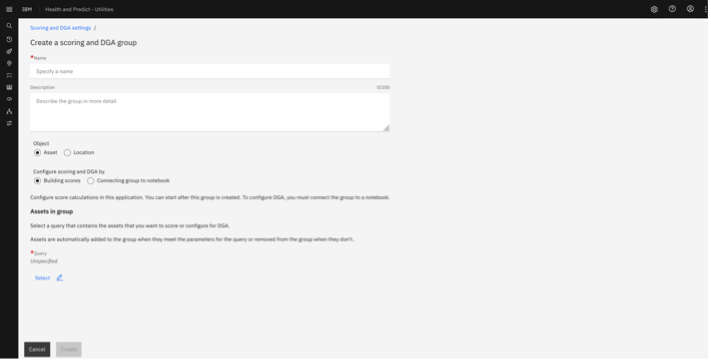 IBM Health and Predict - Utilities
Scoring and DGA settings /
Create a scoring and DGA group
*Name
Specify a name
Description 0/200
Describe the group in more detail
Object
Asset Location
Configure scoring and DGA by
Building scores Connecting group to notebook
Configure score calculations in this application. You can start after this group is created. To configure DGA, you must connect the group to a notebook.
Assets in group
Select a query that contains the assets that you want to score or configure for DGA.
Assets are automatically added to the group when they meet the parameters for the query or removed from the group when they don't.
*Query
Unspecified
Select
Cancel Create